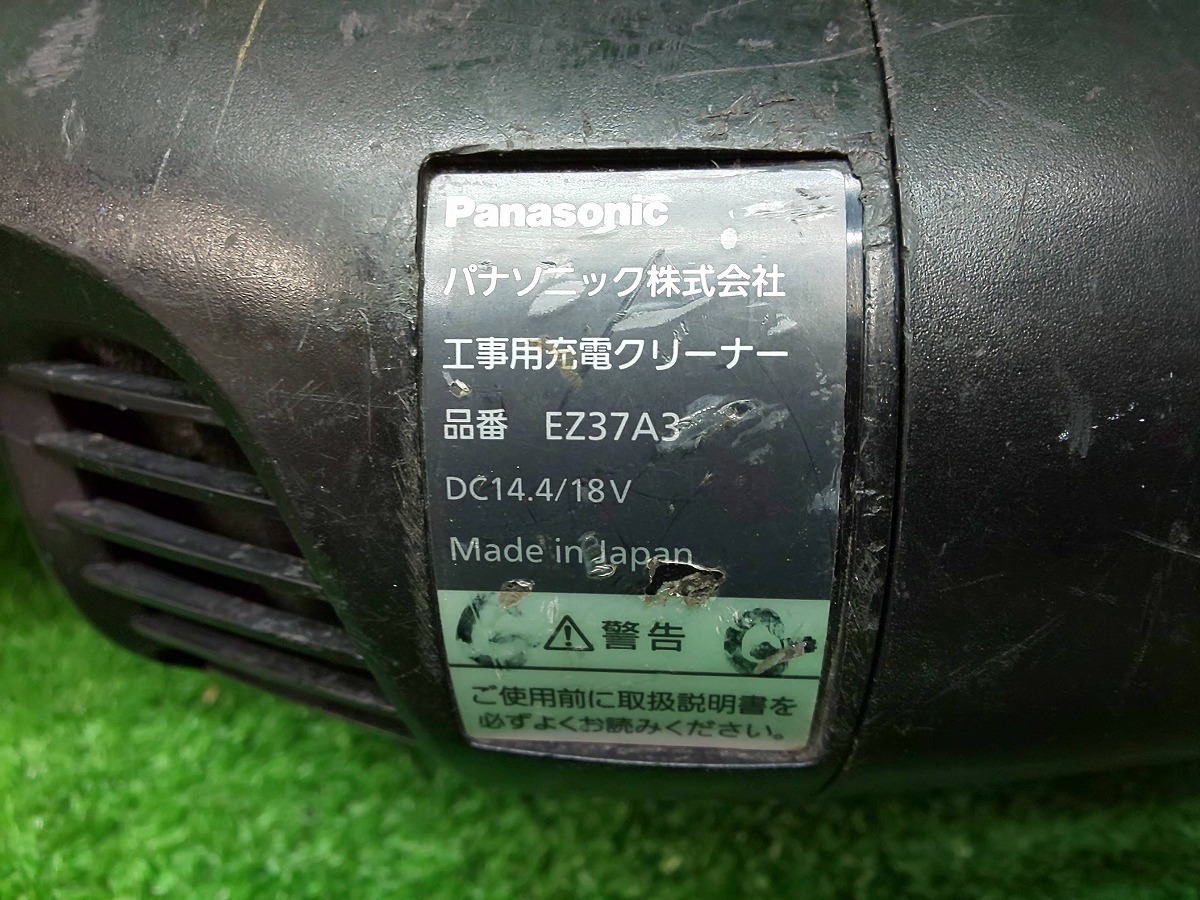 Panasonic
パナソニック株式会社
工事用充電クリーナー
品番 EZ37A3
DC14.4/18V
Made in Japan
⚠警告
ご使用前に取扱説明書を
必ずよくお読みください。